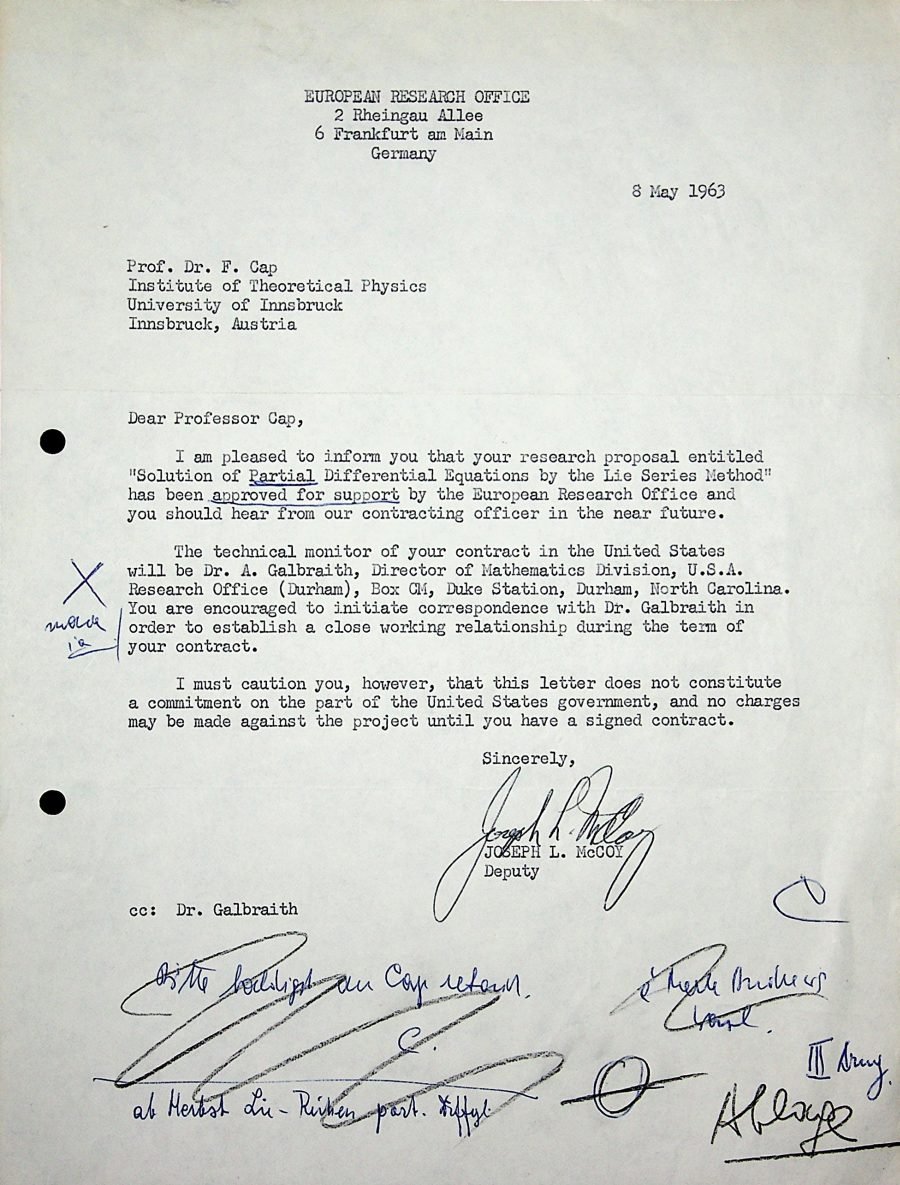 EUROPEAN RESEARCH OFFICE
2 Rheingau Allee
6 Frankfurt am Main
Germany
8 May 1963
Prof. Dr. F. Cap
Institute of Theoretical Physics
University of Innsbruck
Innsbruck, Austria
Dear Professor Cap,
I am pleased to inform you that your research proposal entitled
"Solution of Partial Differential Equations by the Lie Series Method"
has been approved for support by the European Research Office and
you should hear from our contracting officer in the near future.
The technical monitor of your contract in the United States
will be Dr. A. Galbraith, Director of Mathematics Division, U.S.A.
Research Office (Durham), Box CM, Duke Station, Durham, North Carolina.
You are encouraged to initiate correspondence with Dr. Galbraith in
order to establish a close working relationship during the term of
your contract.
I must caution you, however, that this letter does not constitute
a commitment on the part of the United States government, and no charges
may be made against the project until you have a signed contract.
Sincerely,
Joseph L. McCoy
JOSEPH L. McCOY
Deputy
cc: Dr. Galbraith
Bitte an Cap retour.
C.
III Army
ab Herbst Lie-Reihen part. Diffgl
Ablage